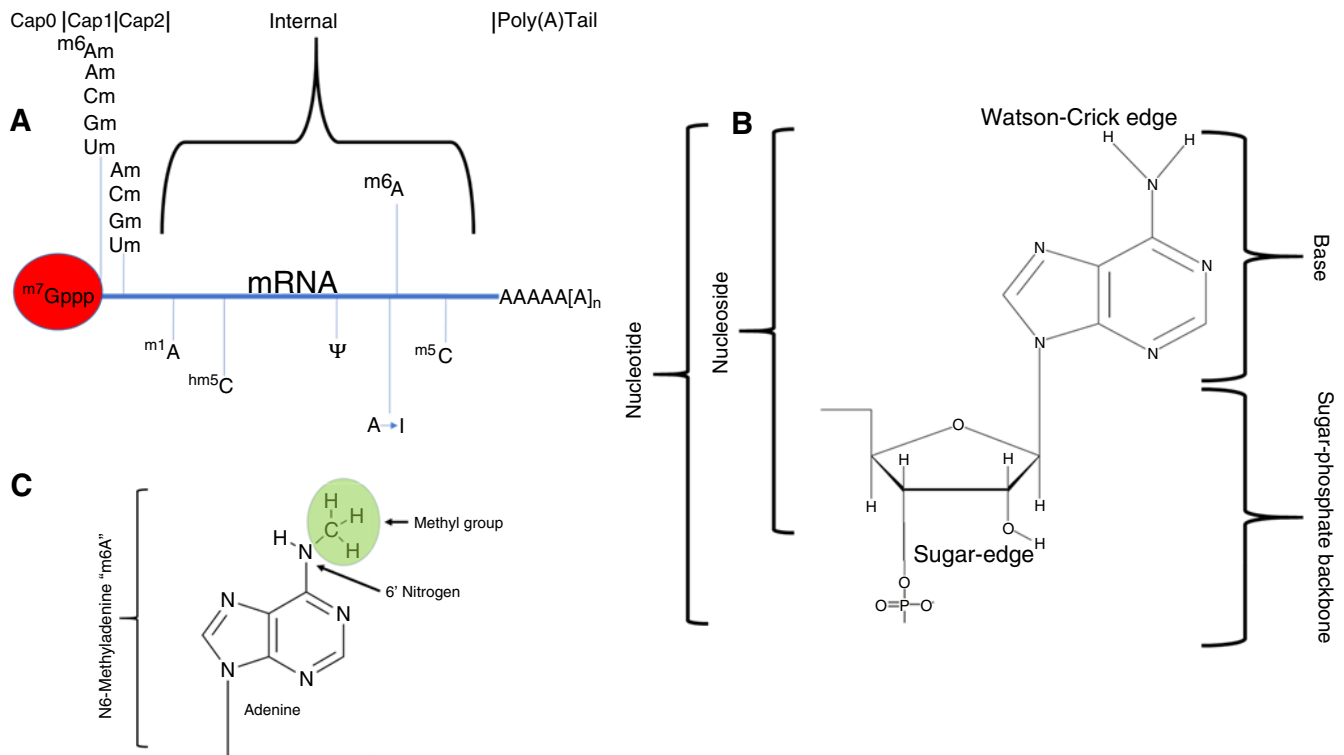 Cap0 |Cap1|Cap2|
Internal
|Poly(A)Tail
A
m6Am
Am
Cm
Gm
Um
Am
Cm
Gm
Um
m7Gppp
mRNA
AAAAA[A]n
m6A
m1A
hm5C
Ψ
m5C
A→I
B
Watson-Crick edge
H
H
N
N
N
N
N
O
H
H
H
H
O
H
Sugar-edge
O
O=P–O-
Nucleotide
Nucleoside
Base
Sugar-phosphate backbone
C
N6-Methyladenine “m6A”
H
H
C
H
H
N
Methyl group
6’ Nitrogen
N
N
N
N
Adenine